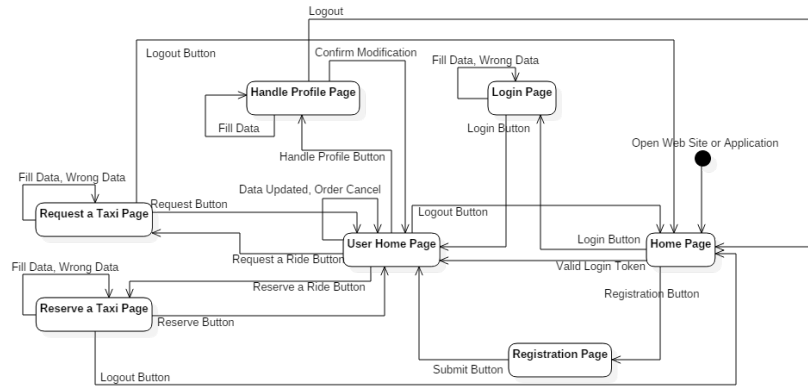 Logout
Logout Button
Confirm Modification
Handle Profile Page
Fill Data
Handle Profile Button
Fill Data, Wrong Data
Login Page
Login Button
Open Web Site or Application
Fill Data, Wrong Data
Request a Taxi Page
Request Button
Data Updated, Order Cancel
Logout Button
User Home Page
Home Page
Login Button
Request a Ride Button
Valid Login Token
Fill Data, Wrong Data
Reserve a Ride Button
Registration Button
Reserve a Taxi Page
Reserve Button
Registration Page
Submit Button
Logout Button